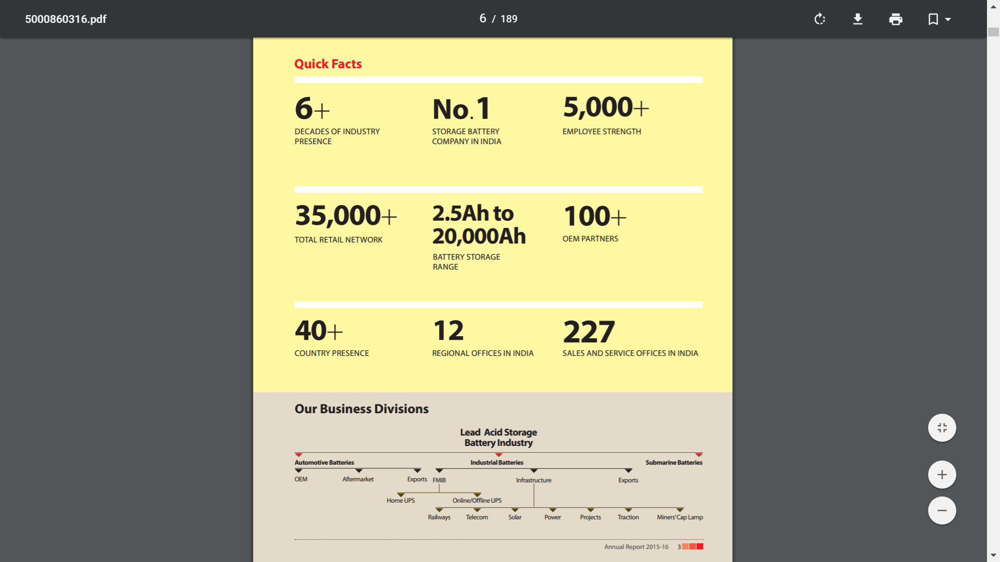 5000860316.pdf
6 / 189
Quick Facts
6+
DECADES OF INDUSTRY
PRESENCE
No.1
STORAGE BATTERY
COMPANY IN INDIA
5,000+
EMPLOYEE STRENGTH
35,000+
TOTAL RETAIL NETWORK
2.5Ah to
20,000Ah
BATTERY STORAGE
RANGE
100+
OEM PARTNERS
40+
COUNTRY PRESENCE
12
REGIONAL OFFICES IN INDIA
227
SALES AND SERVICE OFFICES IN INDIA
Our Business Divisions
Lead Acid Storage
Battery Industry
Automotive Batteries
Industrial Batteries
Submarine Batteries
OEM
Aftermarket
Exports
FMIB
Infrastructure
Exports
Home UPS
Online/Offline UPS
Railways
Telecom
Solar
Power
Projects
Traction
Miners' Cap Lamp
Annual Report 2015-16 3